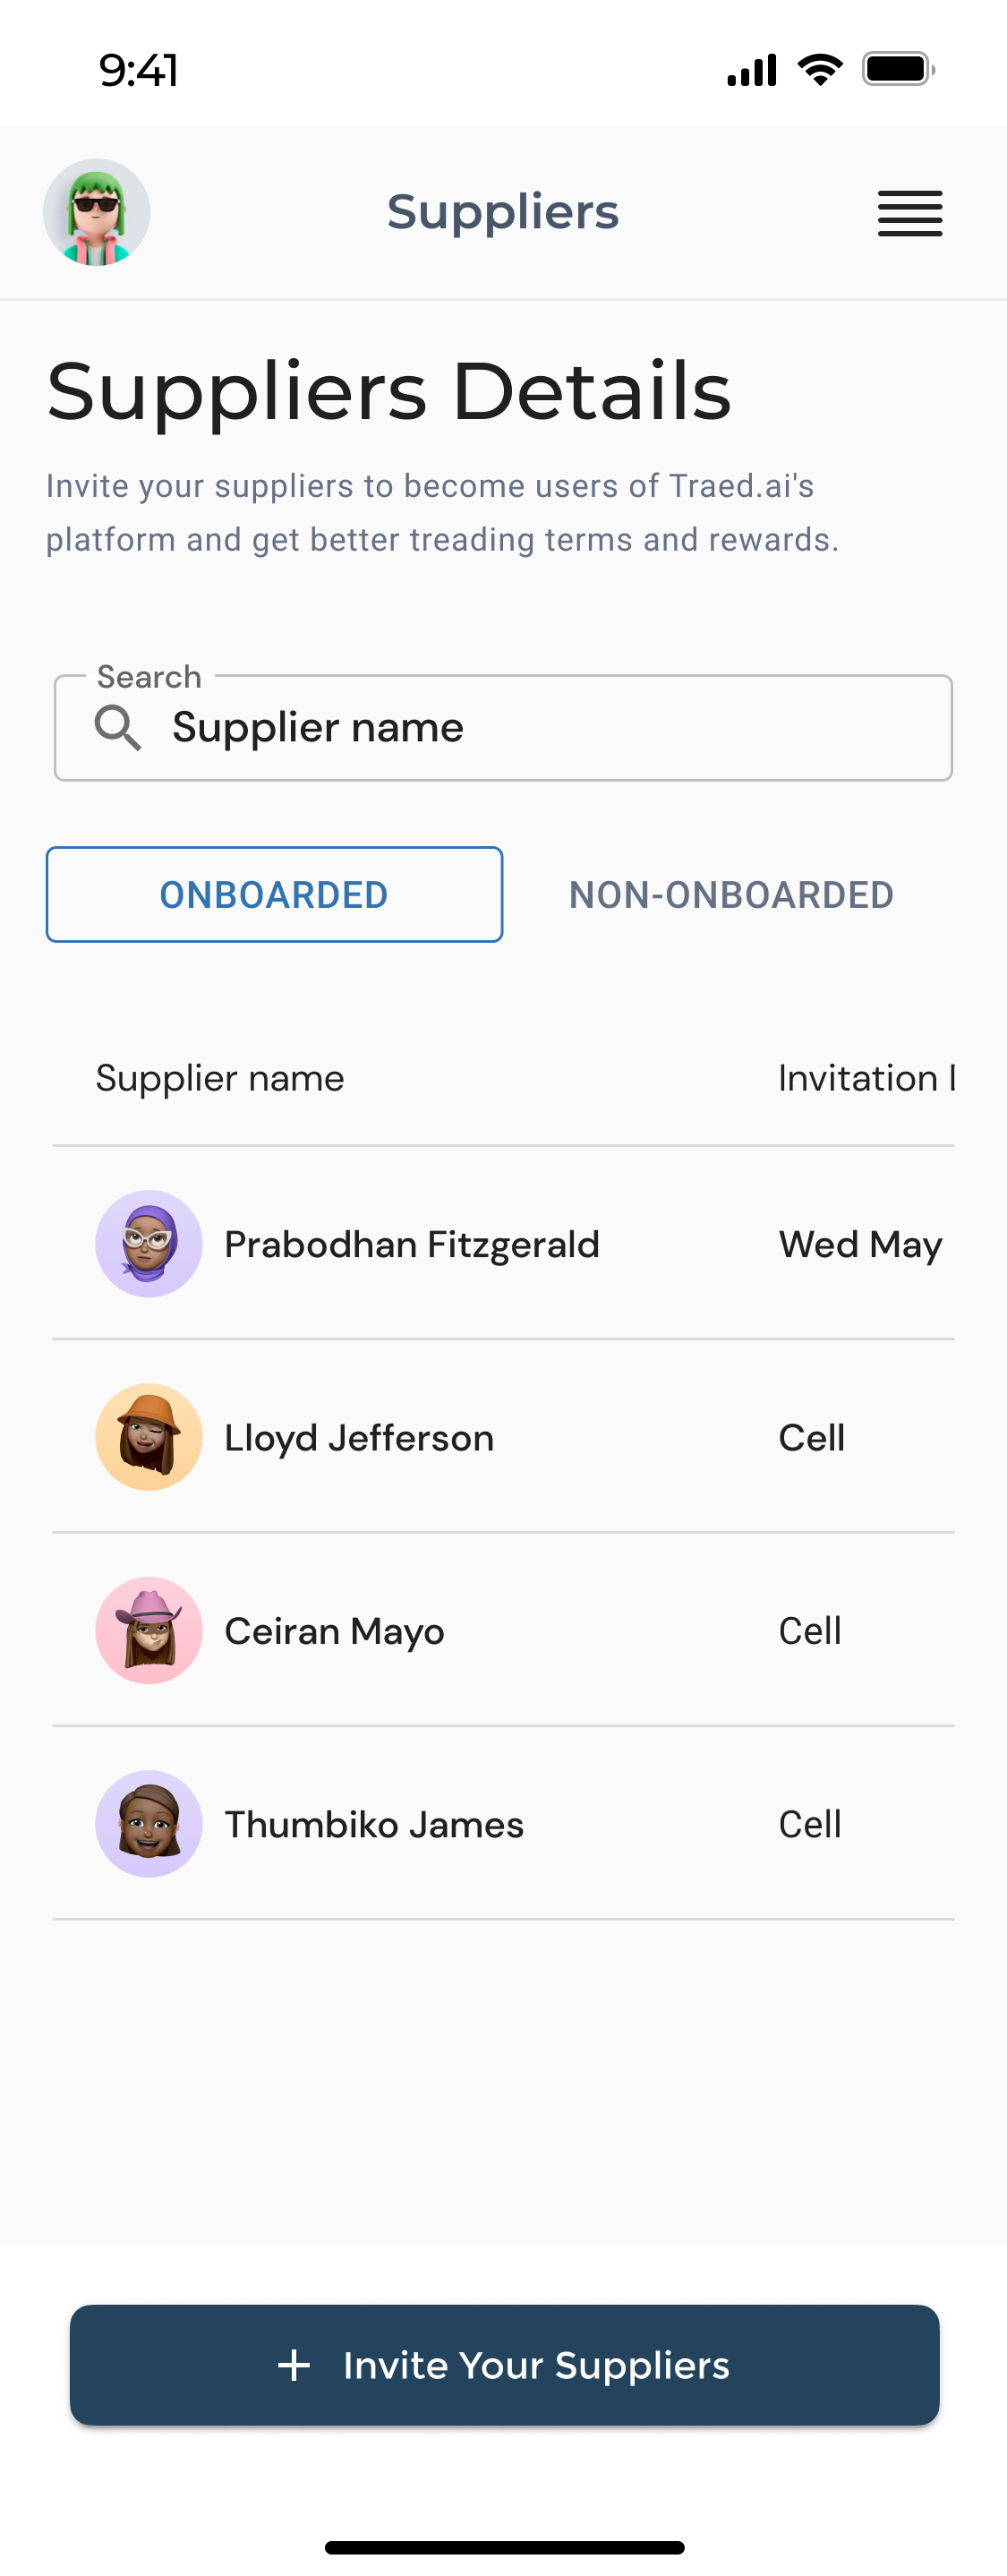 9:41
Suppliers
Suppliers Details
Invite your suppliers to become users of Traed.ai's
platform and get better treading terms and rewards.
Search
Supplier name
ONBOARDED NON-ONBOARDED
Supplier name Invitation
Prabodhan Fitzgerald Wed May
Lloyd Jefferson Cell
Ceiran Mayo Cell
Thumbiko James Cell
+ Invite Your Suppliers